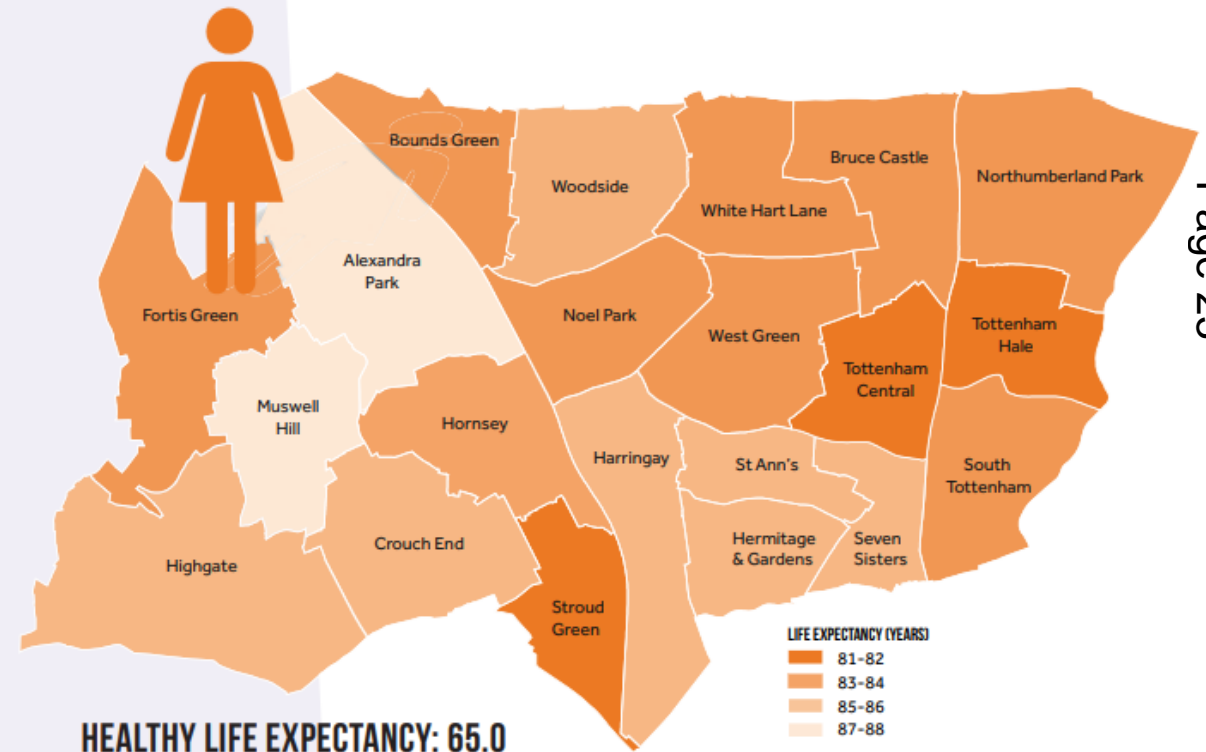 Bounds Green
Woodside
Bruce Castle
Northumberland Park
White Hart Lane
Alexandra
Park
Fortis Green
Noel Park
West Green
Tottenham
Hale
Tottenham
Central
Muswell
Hill
Hornsey
Harringay
St Ann's
South
Tottenham
Highgate
Crouch End
Hermitage
& Gardens
Seven
Sisters
Stroud
Green
LIFE EXPECTANCY (YEARS)
81-82
83-84
85-86
87-88
HEALTHY LIFE EXPECTANCY: 65.0